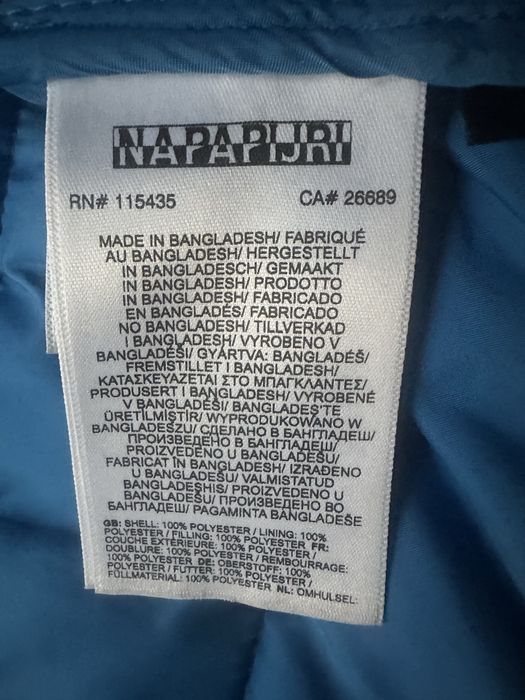 NAPAPIJRI
RN# 115435 CA# 26689
MADE IN BANGLADESH/ FABRIQUÉ
AU BANGLADESH/ HERGESTELLT
IN BANGLADESCH/ GEMAAKT
IN BANGLADESH/ PRODOTTO
IN BANGLADESH/ FABRICADO
EN BANGLADÉS/ FABRICADO
NO BANGLADESH/ TILLVERKAD
I BANGLADESH/ VYROBENO V
BANGLADÉŠI/ GYÁRTVA: BANGLADÉŠ/
FREMSTILLET I BANGLADESH/
ΚΑΤΑΣΚΕΥΑΖΕΤΑΙ ΣΤΟ ΜΠΑΓΚΛΑΝΤΕΣ/
PRODUSERT I BANGLADESH/ VYROBENÉ
V BANGLADÉŠI/ BANGLADEŞ'TE
ÜRETİLMİŞTİR/ WYPRODUKOWANO W
BANGLADESZU/ СДЕЛАНО В БАНГЛАДЕШ/
ПРОИЗВЕДЕНО В БАНГЛАДЕШ/
PROIZVEDENO U BANGLADEŠU/
FABRICAT ÎN BANGLADESH/ IZRAĐENO
U BANGLADEŠU/ VALMISTATUD
BANGLADESHIS/ PROIZVEDENO U
BANGLADEŠU/ ПРОИЗВЕДЕНО ВО
БАНГЛАДЕШ/ PAGAMINTA BANGLADEŠE
GB: SHELL: 100% POLYESTER / LINING: 100%
POLYESTER / FILLING: 100% POLYESTER FR:
COUCHE EXTÉRIEURE: 100% POLYESTER /
DOUBLURE: 100% POLYESTER / REMBOURRAGE:
100% POLYESTER DE: OBERSTOFF: 100%
POLYESTER / FUTTER: 100% POLYESTER /
FÜLLMATERIAL: 100% POLYESTER NL: OMHULSEL: